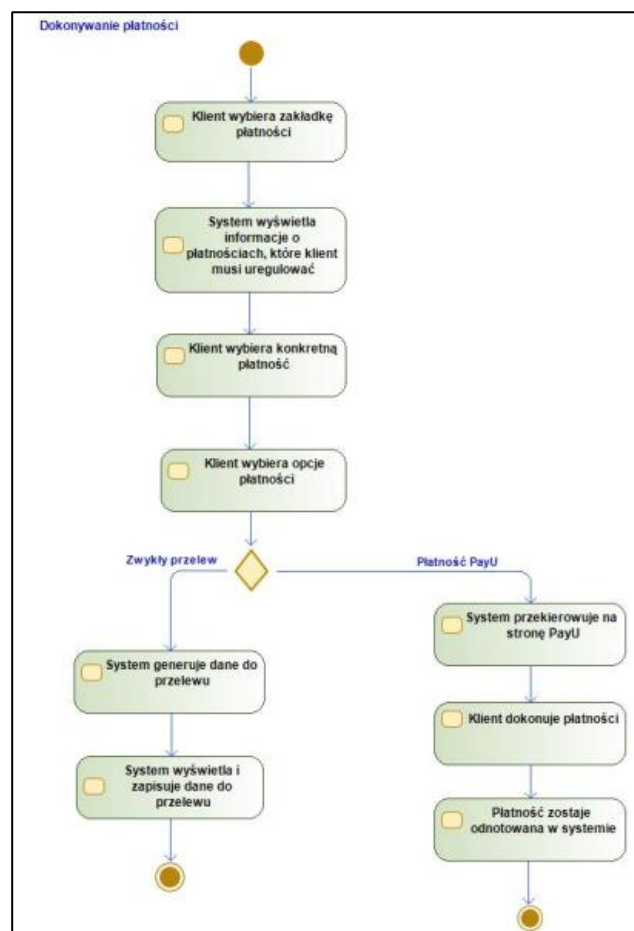 Dokonywanie płatności
Klient wybiera zakładkę
płatności
System wyświetla
informacje o
płatnościach, które klient
musi uregulować
Klient wybiera konkretną
płatność
Klient wybiera opcje
płatności
Zwykły przelew
Płatność PayU
System generuje dane do
przelewu
System wyświetla i
zapisuje dane do
przelewu
System przekierowuje na
stronę PayU
Klient dokonuje płatności
Płatność zostaje
odnotowana w systemie